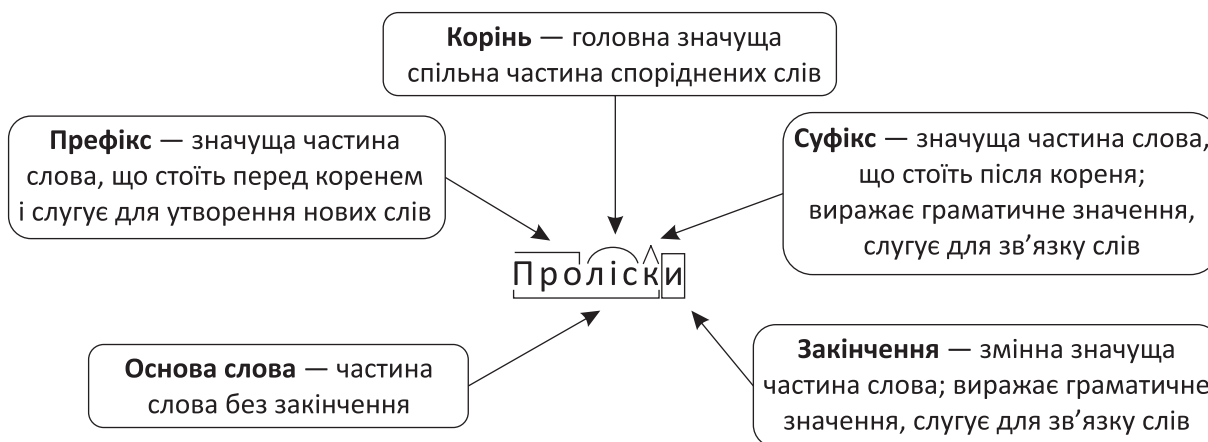 Корінь — головна значуща
спільна частина споріднених слів
Префікс — значуща частина
слова, що стоїть перед коренем
і слугує для утворення нових слів
Суфікс — значуща частина слова,
що стоїть після кореня;
виражає граматичне значення,
слугує для зв’язку слів
Проліски
Основа слова — частина
слова без закінчення
Закінчення — змінна значуща
частина слова; виражає граматичне
значення, слугує для зв’язку слів